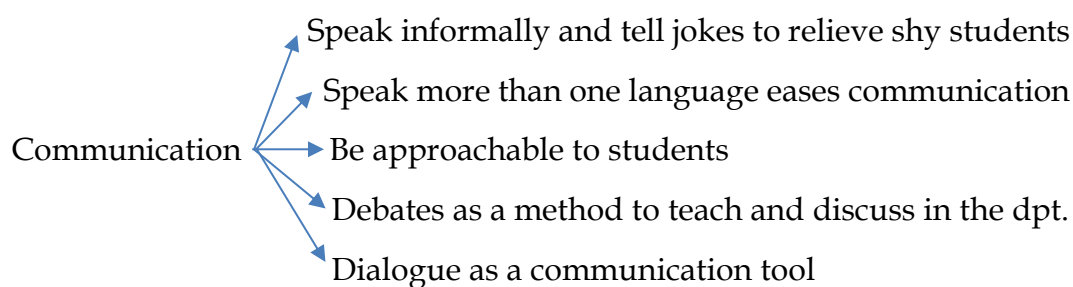 Speak informally and tell jokes to relieve shy students
Speak more than one language eases communication
Communication
Be approachable to students
Debates as a method to teach and discuss in the dpt.
Dialogue as a communication tool